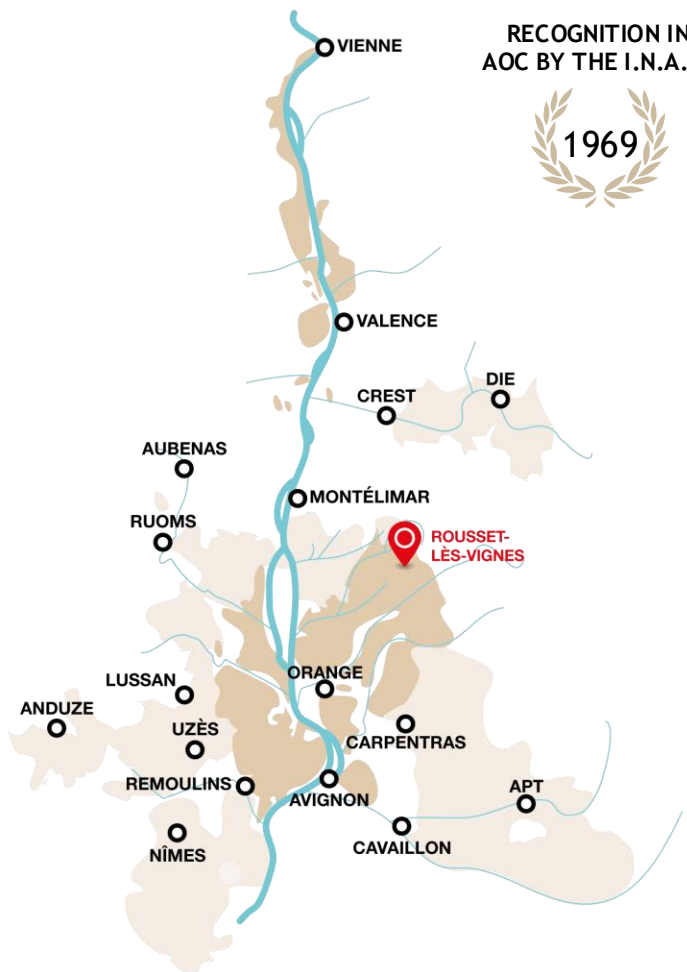 RECOGNITION IN
AOC BY THE I.N.A.
1969
VIENNE
VALENCE
CREST
DIE
AUBENAS
MONTÉLIMAR
RUOMS
ROUSSET-
LÈS-VIGNES
ORANGE
LUSSAN
ANDUZE
UZÈS
CARPENTRAS
REMOULINS
AVIGNON
APT
NÎMES
CAVAILLON